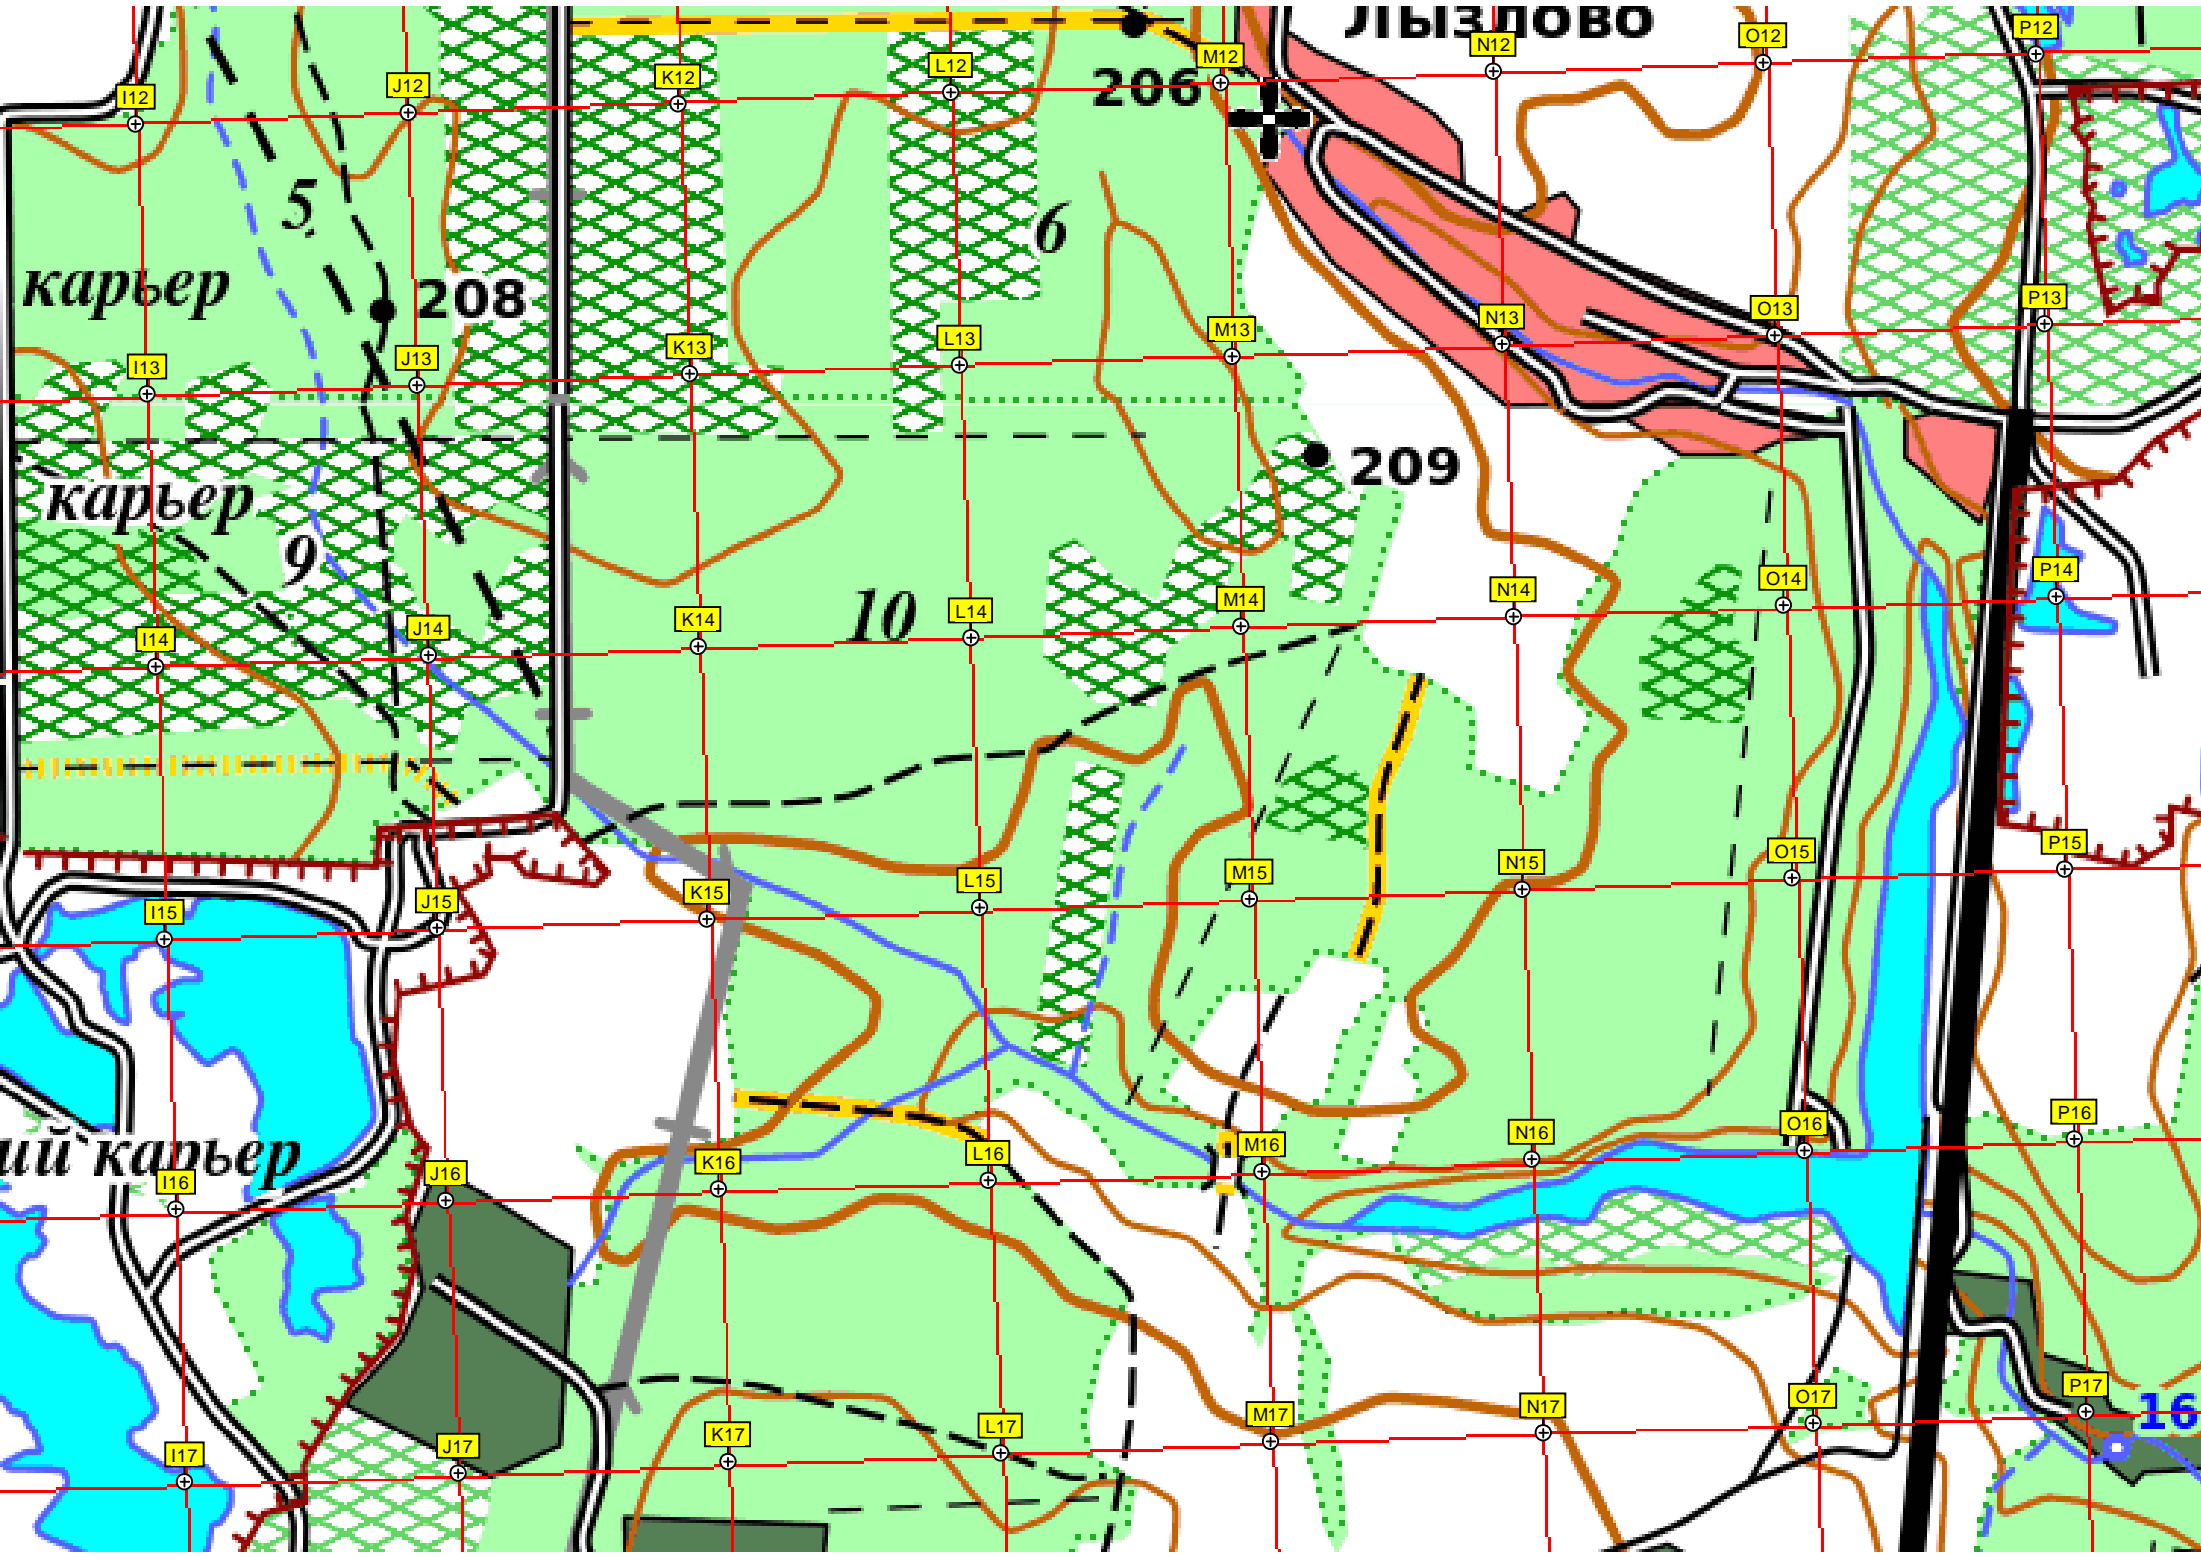 Лызлово
I12 J12 K12 L12 M12 N12 O12 P12
206
5
6
карьер
208
I13 J13 K13 L13 M13 N13 O13 P13
209
карьер
9
10
I14 J14 K14 L14 M14 N14 O14 P14
I15 J15 K15 L15 M15 N15 O15 P15
ий карьер
I16 J16 K16 L16 M16 N16 O16 P16
I17 J17 K17 L17 M17 N17 O17 P17
16